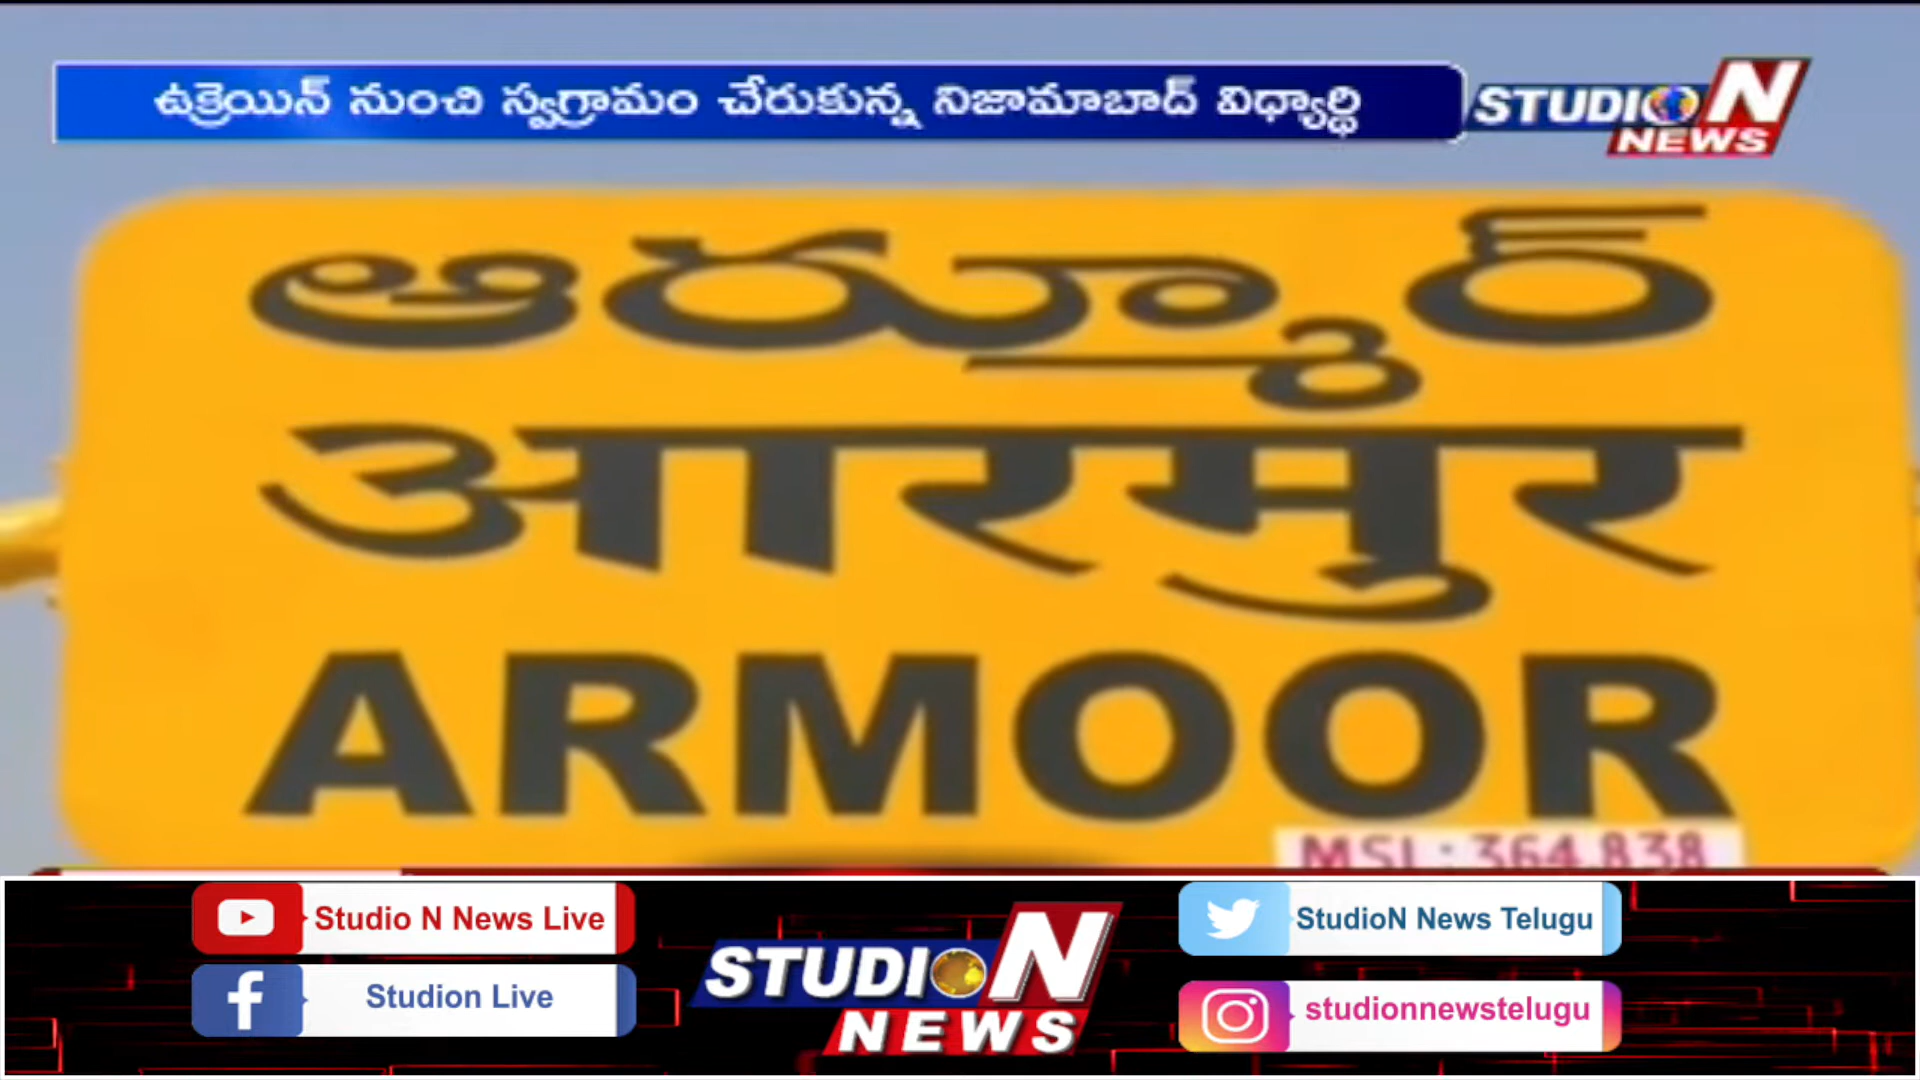 ఉక్రెయిన్ నుంచి స్వగ్రామం చేరుకున్న నిజామాబాద్ విధ్యార్థి
STUDIO N
NEWS
ఆర్మూర్
आरमुर
ARMOOR
MSL: 364.838
Studio N News Live
StudioN News Telugu
STUDIO N
NEWS
Studion Live
studionnewstelugu